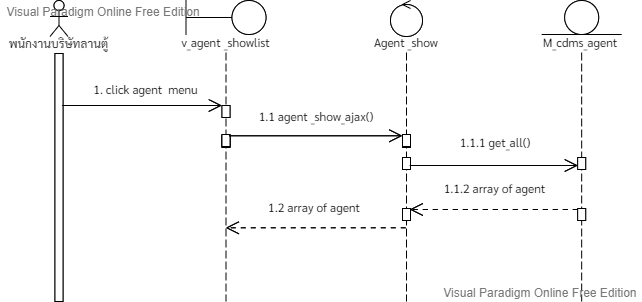 Visual Paradigm Online Free Edition
พนักงานบริษัทลานตู้
v_agent_showlist
Agent_show
M_cdms_agent
1. click agent menu
1.1 agent_show_ajax()
1.1.1 get_all()
1.1.2 array of agent
1.2 array of agent
Visual Paradigm Online Free Edition